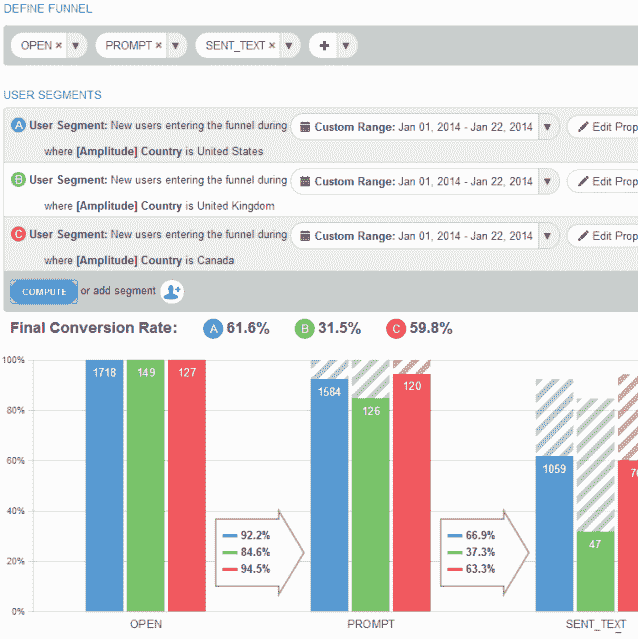 DEFINE FUNNEL
OPEN × PROMPT × SENT_TEXT × +
USER SEGMENTS
A User Segment: New users entering the funnel during Custom Range: Jan 01, 2014 - Jan 22, 2014 Edit Prop
where [Amplitude] Country is United States
B User Segment: New users entering the funnel during Custom Range: Jan 01, 2014 - Jan 22, 2014 Edit Prop
where [Amplitude] Country is United Kingdom
C User Segment: New users entering the funnel during Custom Range: Jan 01, 2014 - Jan 22, 2014 Edit Prop
where [Amplitude] Country is Canada
COMPUTE or add segment
Final Conversion Rate: A 61.6% B 31.5% C 59.8%
100%
80%
60%
40%
20%
0%
1718 149 127
1584 126 120
1059 47
92.2%
84.6%
94.5%
66.9%
37.3%
63.3%
OPEN PROMPT SENT_TEXT